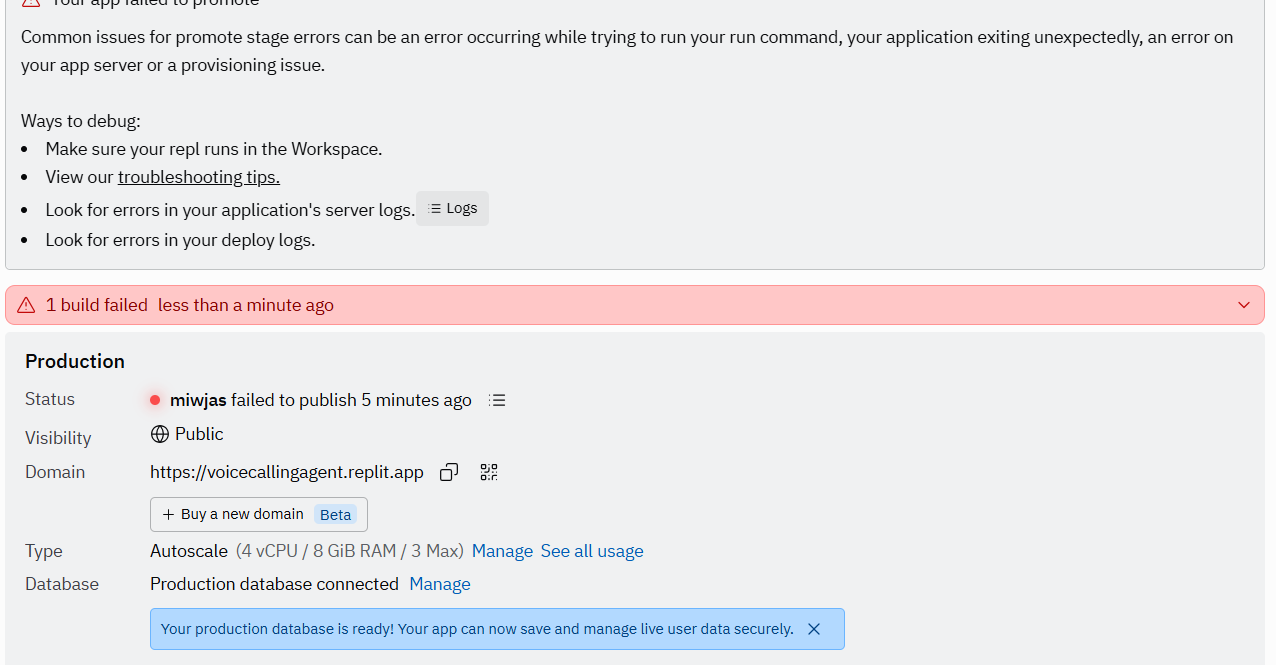 Your app failed to promote
Common issues for promote stage errors can be an error occurring while trying to run your run command, your application exiting unexpectedly, an error on
your app server or a provisioning issue.
Ways to debug:
• Make sure your repl runs in the Workspace.
• View our troubleshooting tips.
• Look for errors in your application's server logs. Logs
• Look for errors in your deploy logs.
1 build failed less than a minute ago
Production
Status miwjas failed to publish 5 minutes ago
Visibility Public
Domain https://voicecallingagent.replit.app
+ Buy a new domain Beta
Type Autoscale (4 vCPU / 8 GiB RAM / 3 Max) Manage See all usage
Database Production database connected Manage
Your production database is ready! Your app can now save and manage live user data securely.